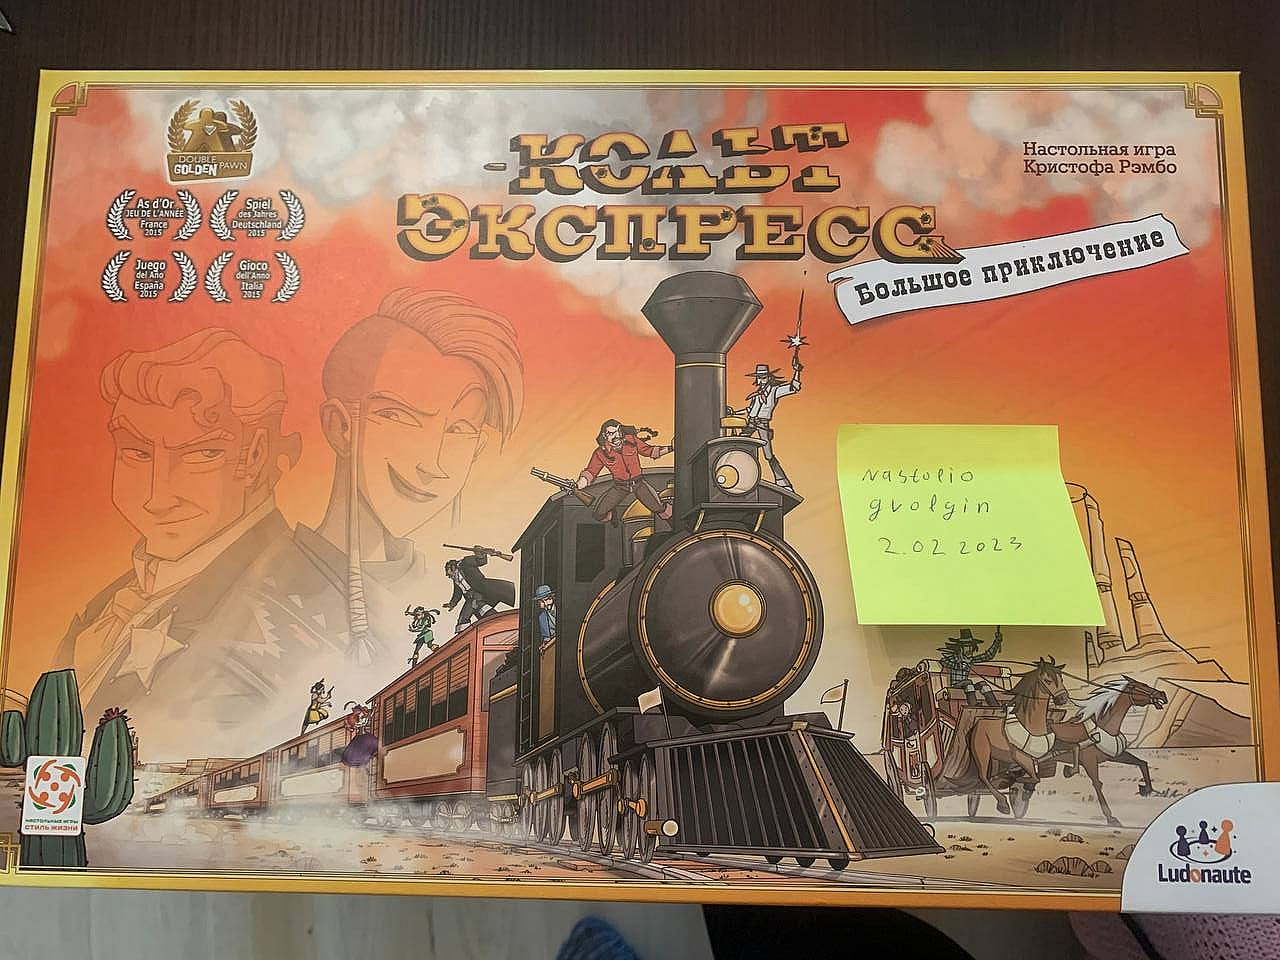 DOUBLE
GOLDEN PAWN
As d'Or
JEU DE L'ANNÉE
France
2015
Spiel
des Jahres
Deutschland
2015
Juego
del Año
España
2015
Gioco
dell'Anno
Italia
2015
КОЛЬТ
ЭКСПРЕСС
Большое приключение
Настольная игра
Кристофа Рэмбо
Nastolio
gvolgin
2.02 2023
НАСТОЛЬНЫЕ ИГРЫ
СТИЛЬ ЖИЗНИ
Ludonaute